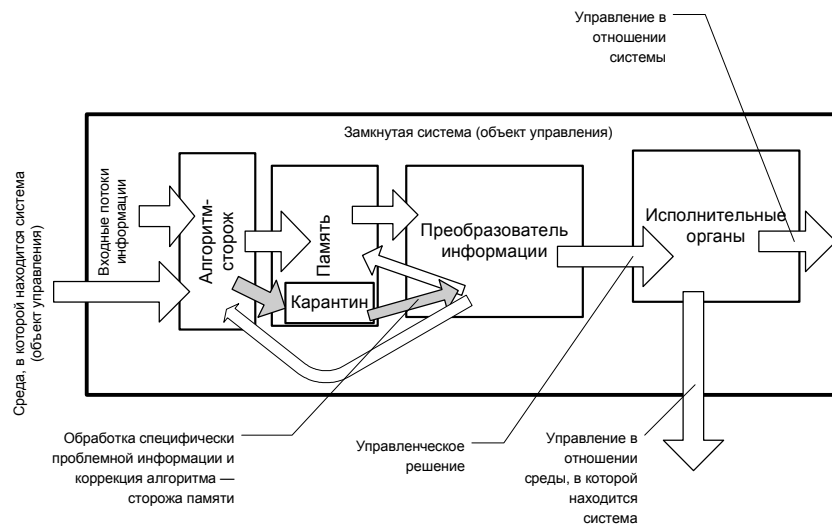 Управление в
отношении
системы
Замкнутая система (объект управления)
Среда, в которой находится система
(объект управления)
Входные потоки
информации
Алгоритм-
сторож
Память
Карантин
Преобразователь
информации
Исполнительные
органы
Обработка специфически
проблемной информации и
коррекция алгоритма —
сторожа памяти
Управленческое
решение
Управление в
отношении
среды, в которой
находится
система